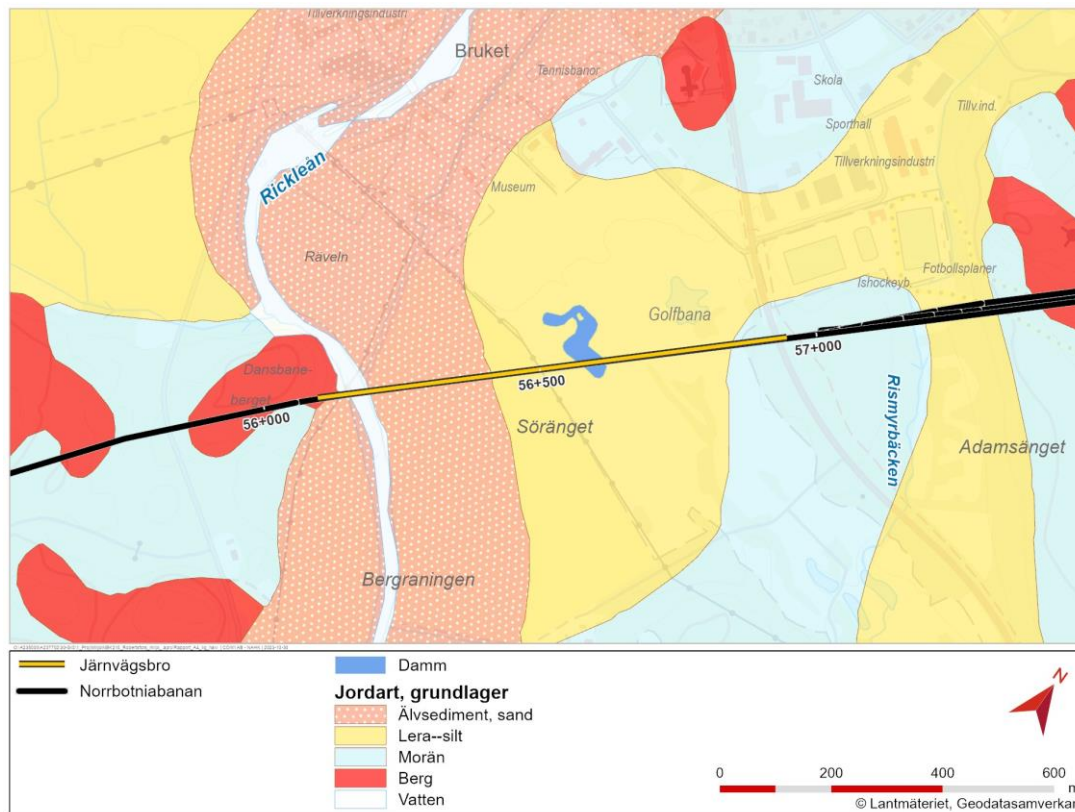 Tillverkningsindustri
Bruket
Tennisbanor
Skola
Tillv.ind.
Sporthall
Tillverkningsindustri
Rickleån
Museum
Räveln
Fotbollsplaner
Ishockeyb.
Golfbana
57+000
56+500
Dansbane-
berget
56+000
Söränget
Rismyrbäcken
Adamsänget
Bergraningen
Järnvägsbro
Norrbotniabanan
Damm
Jordart, grundlager
Älvsediment, sand
Lera--silt
Morän
Berg
Vatten
N
0 200 400 600
m
© Lantmäteriet, Geodatasamverkan